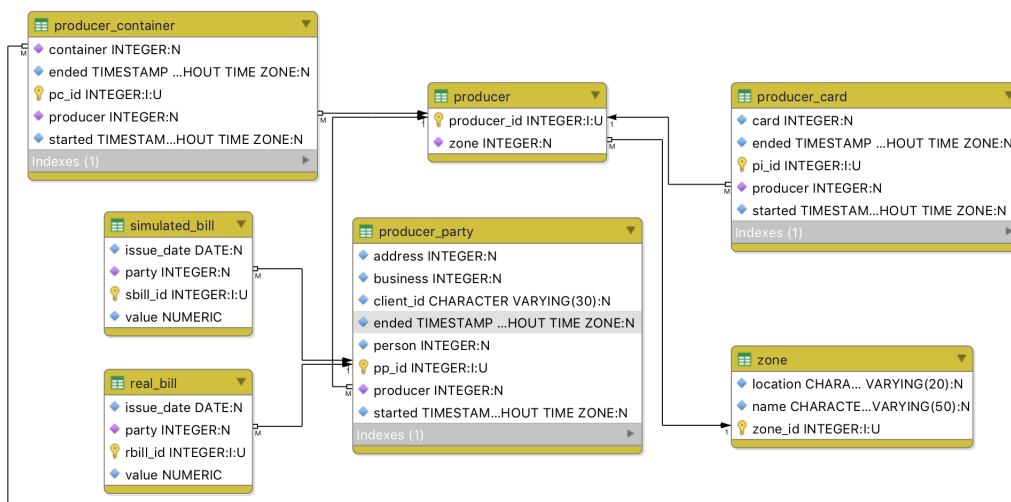 producer_container
container INTEGER:N
ended TIMESTAMP ...HOUT TIME ZONE:N
pc_id INTEGER:I:U
producer INTEGER:N
started TIMESTAM...HOUT TIME ZONE:N
Indexes (1)
M
M
producer
producer_id INTEGER:I:U
zone INTEGER:N
1
1
M
producer_card
card INTEGER:N
ended TIMESTAMP ...HOUT TIME ZONE:N
pi_id INTEGER:I:U
producer INTEGER:N
started TIMESTAM...HOUT TIME ZONE:N
Indexes (1)
M
simulated_bill
issue_date DATE:N
party INTEGER:N
sbill_id INTEGER:I:U
value NUMERIC
M
producer_party
address INTEGER:N
business INTEGER:N
client_id CHARACTER VARYING(30):N
ended TIMESTAMP ...HOUT TIME ZONE:N
person INTEGER:N
pp_id INTEGER:I:U
producer INTEGER:N
started TIMESTAM...HOUT TIME ZONE:N
Indexes (1)
1
M
real_bill
issue_date DATE:N
party INTEGER:N
rbill_id INTEGER:I:U
value NUMERIC
M
zone
location CHARA... VARYING(20):N
name CHARACTE...VARYING(50):N
zone_id INTEGER:I:U
1